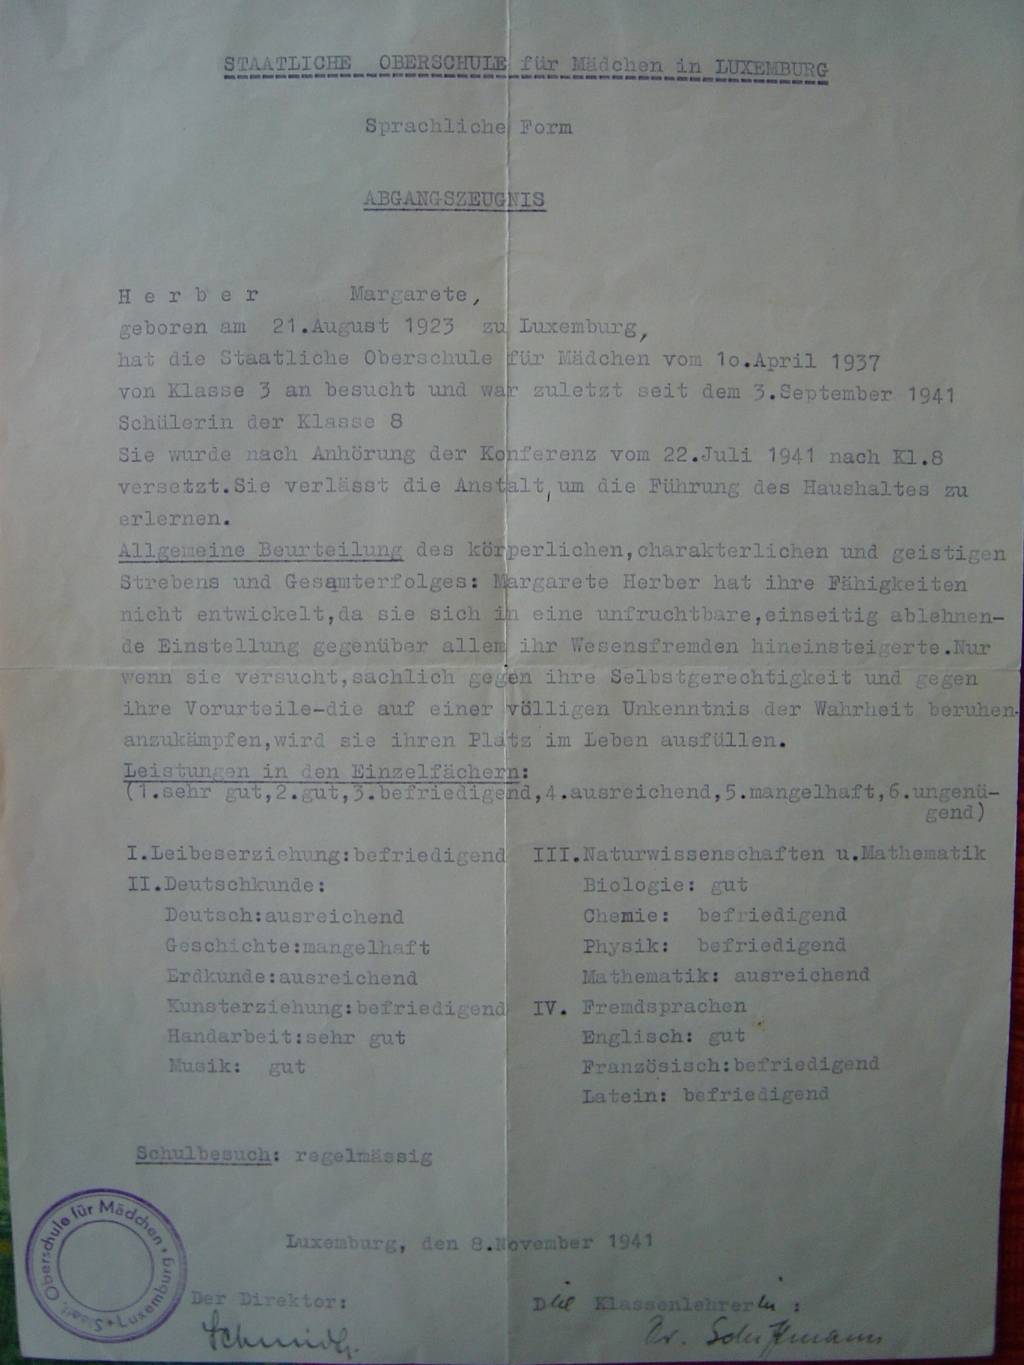 STAATLICHE OBERSCHULE für Mädchen in LUXEMBURG
Sprachliche Form
ABGANGSZEUGNIS
Herber Margarete,
geboren am 21.August 1923 zu Luxemburg,
hat die Staatliche Oberschule für Mädchen vom 1o.April 1937
von Klasse 3 an besucht und war zuletzt seit dem 3.September 1941
Schülerin der Klasse 8
Sie wurde nach Anhörung der Konferenz vom 22.Juli 1941 nach Kl.8
versetzt.Sie verlässt die Anstalt,um die Führung des Haushaltes zu
erlernen.
Allgemeine Beurteilung des körperlichen,charakterlichen und geistigen
Strebens und Gesamterfolges: Margarete Herber hat ihre Fähigkeiten
nicht entwickelt,da sie sich in eine unfruchtbare,einseitig ablehnen-
de Einstellung gegenüber allem ihr Wesensfremden hineinsteigerte.Nur
wenn sie versucht,sachlich gegen ihre Selbstgerechtigkeit und gegen
ihre Vorurteile-die auf einer völligen Unkenntnis der Wahrheit beruhen-
anzukämpfen,wird sie ihren Platz im Leben ausfüllen.
Leistungen in den Einzelfächern:
(1.sehr gut,2.gut,3.befriedigend,4.ausreichend,5.mangelhaft,6.ungenü-
gend)
I.Leibeserziehung:befriedigend
II.Deutschkunde:
Deutsch:ausreichend
Geschichte:mangelhaft
Erdkunde:ausreichend
Kunsterziehung:befriedigend
Handarbeit:sehr gut
Musik: gut
III.Naturwissenschaften u.Mathematik
Biologie: gut
Chemie: befriedigend
Physik: befriedigend
Mathematik: ausreichend
IV. Fremdsprachen
Englisch: gut
Französisch:befriedigend
Latein: befriedigend
Schulbesuch: regelmässig
Staatl. Oberschule für Mädchen + Luxemburg +
Luxemburg, den 8.November 1941
Der Direktor:
Die Klassenlehrerin :
Schmidt.
Dr. Schiffmann